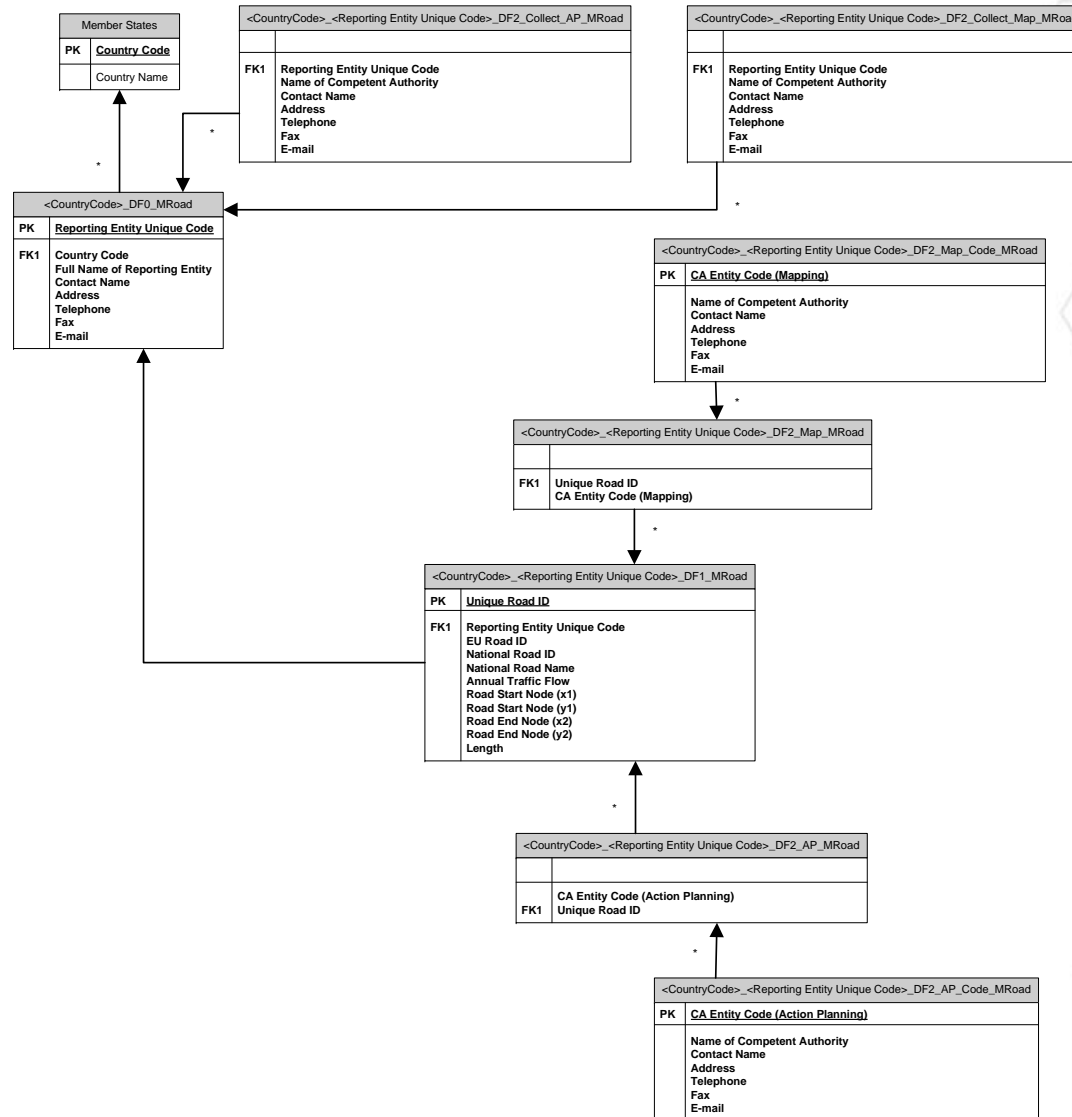 Member States
PK Country Code
Country Name
<CountryCode>_<Reporting Entity Unique Code>_DF2_Collect_AP_MRoad
FK1 Reporting Entity Unique Code
Name of Competent Authority
Contact Name
Address
Telephone
Fax
E-mail
<CountryCode>_<Reporting Entity Unique Code>_DF2_Collect_Map_MRoa
FK1 Reporting Entity Unique Code
Name of Competent Authority
Contact Name
Address
Telephone
Fax
E-mail
*
*
*
<CountryCode>_DF0_MRoad
PK Reporting Entity Unique Code
FK1 Country Code
Full Name of Reporting Entity
Contact Name
Address
Telephone
Fax
E-mail
<CountryCode>_<Reporting Entity Unique Code>_DF2_Map_Code_MRoad
PK CA Entity Code (Mapping)
Name of Competent Authority
Contact Name
Address
Telephone
Fax
E-mail
*
<CountryCode>_<Reporting Entity Unique Code>_DF2_Map_MRoad
FK1 Unique Road ID
CA Entity Code (Mapping)
*
<CountryCode>_<Reporting Entity Unique Code>_DF1_MRoad
PK Unique Road ID
FK1 Reporting Entity Unique Code
EU Road ID
National Road ID
National Road Name
Annual Traffic Flow
Road Start Node (x1)
Road Start Node (y1)
Road End Node (x2)
Road End Node (y2)
Length
*
<CountryCode>_<Reporting Entity Unique Code>_DF2_AP_MRoad
CA Entity Code (Action Planning)
FK1 Unique Road ID
*
<CountryCode>_<Reporting Entity Unique Code>_DF2_AP_Code_MRoad
PK CA Entity Code (Action Planning)
Name of Competent Authority
Contact Name
Address
Telephone
Fax
E-mail